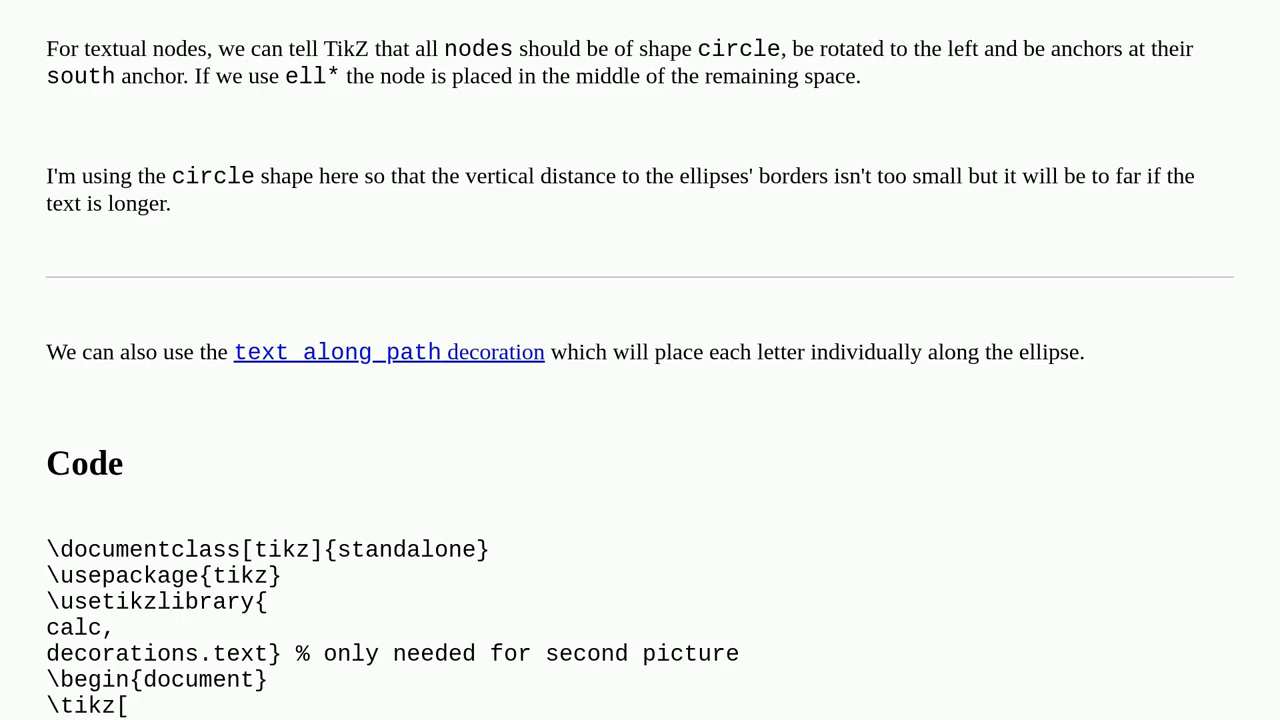 For textual nodes, we can tell TikZ that all nodes should be of shape circle, be rotated to the left and be anchors at their
south anchor. If we use ell* the node is placed in the middle of the remaining space.
I'm using the circle shape here so that the vertical distance to the ellipses' borders isn't too small but it will be to far if the
text is longer.
We can also use the text along path decoration which will place each letter individually along the ellipse.
Code
\documentclass[tikz]{standalone}
\usepackage{tikz}
\usetikzlibrary{
calc,
decorations.text} % only needed for second picture
\begin{document}
\tikz[